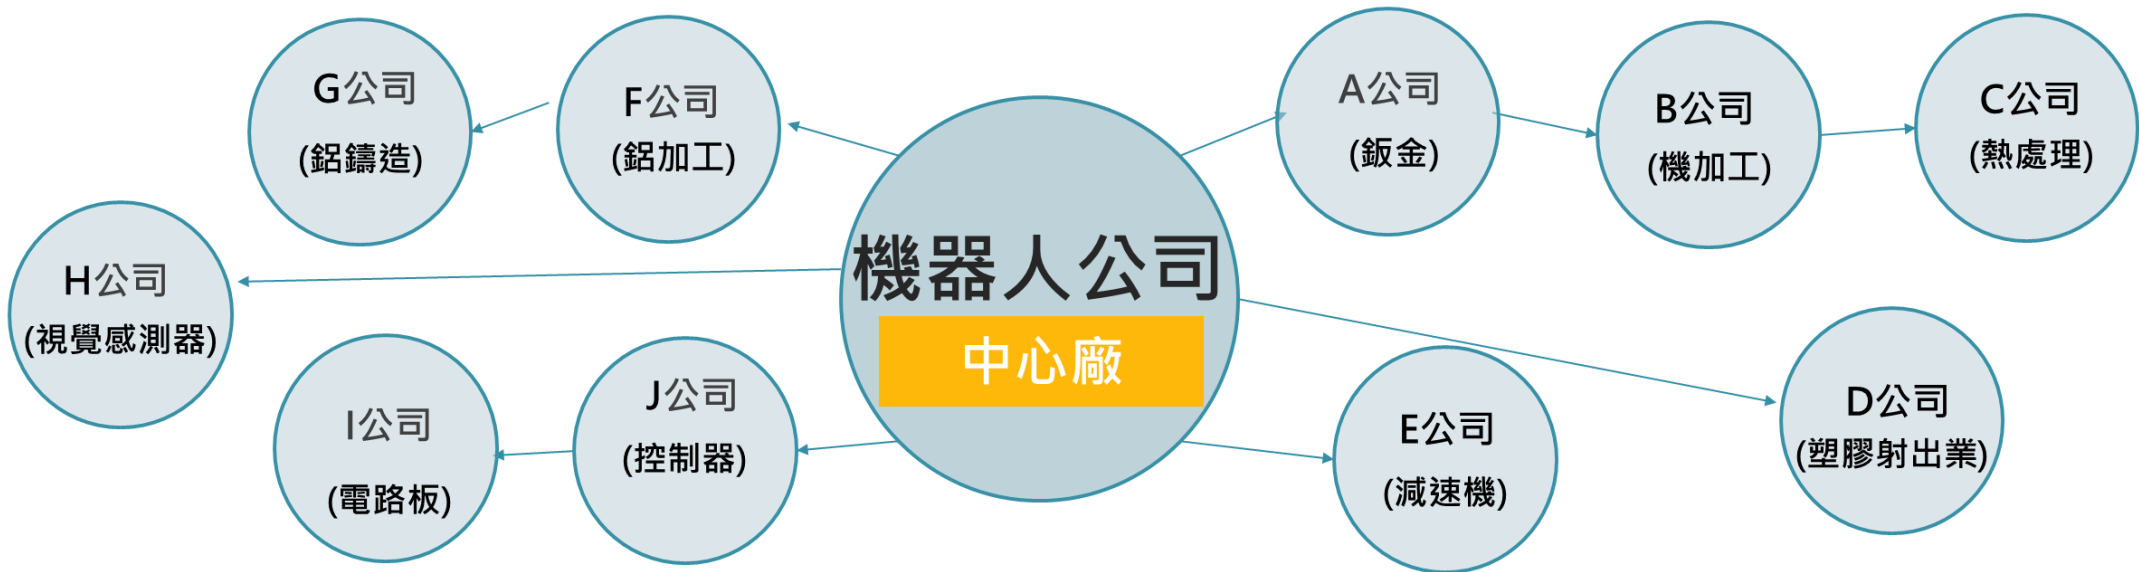 G公司
(鋁鑄造)
F公司
(鋁加工)
A公司
(鈑金)
B公司
(機加工)
C公司
(熱處理)
H公司
(視覺感測器)
機器人公司
中心廠
I公司
(電路板)
J公司
(控制器)
E公司
(減速機)
D公司
(塑膠射出業)